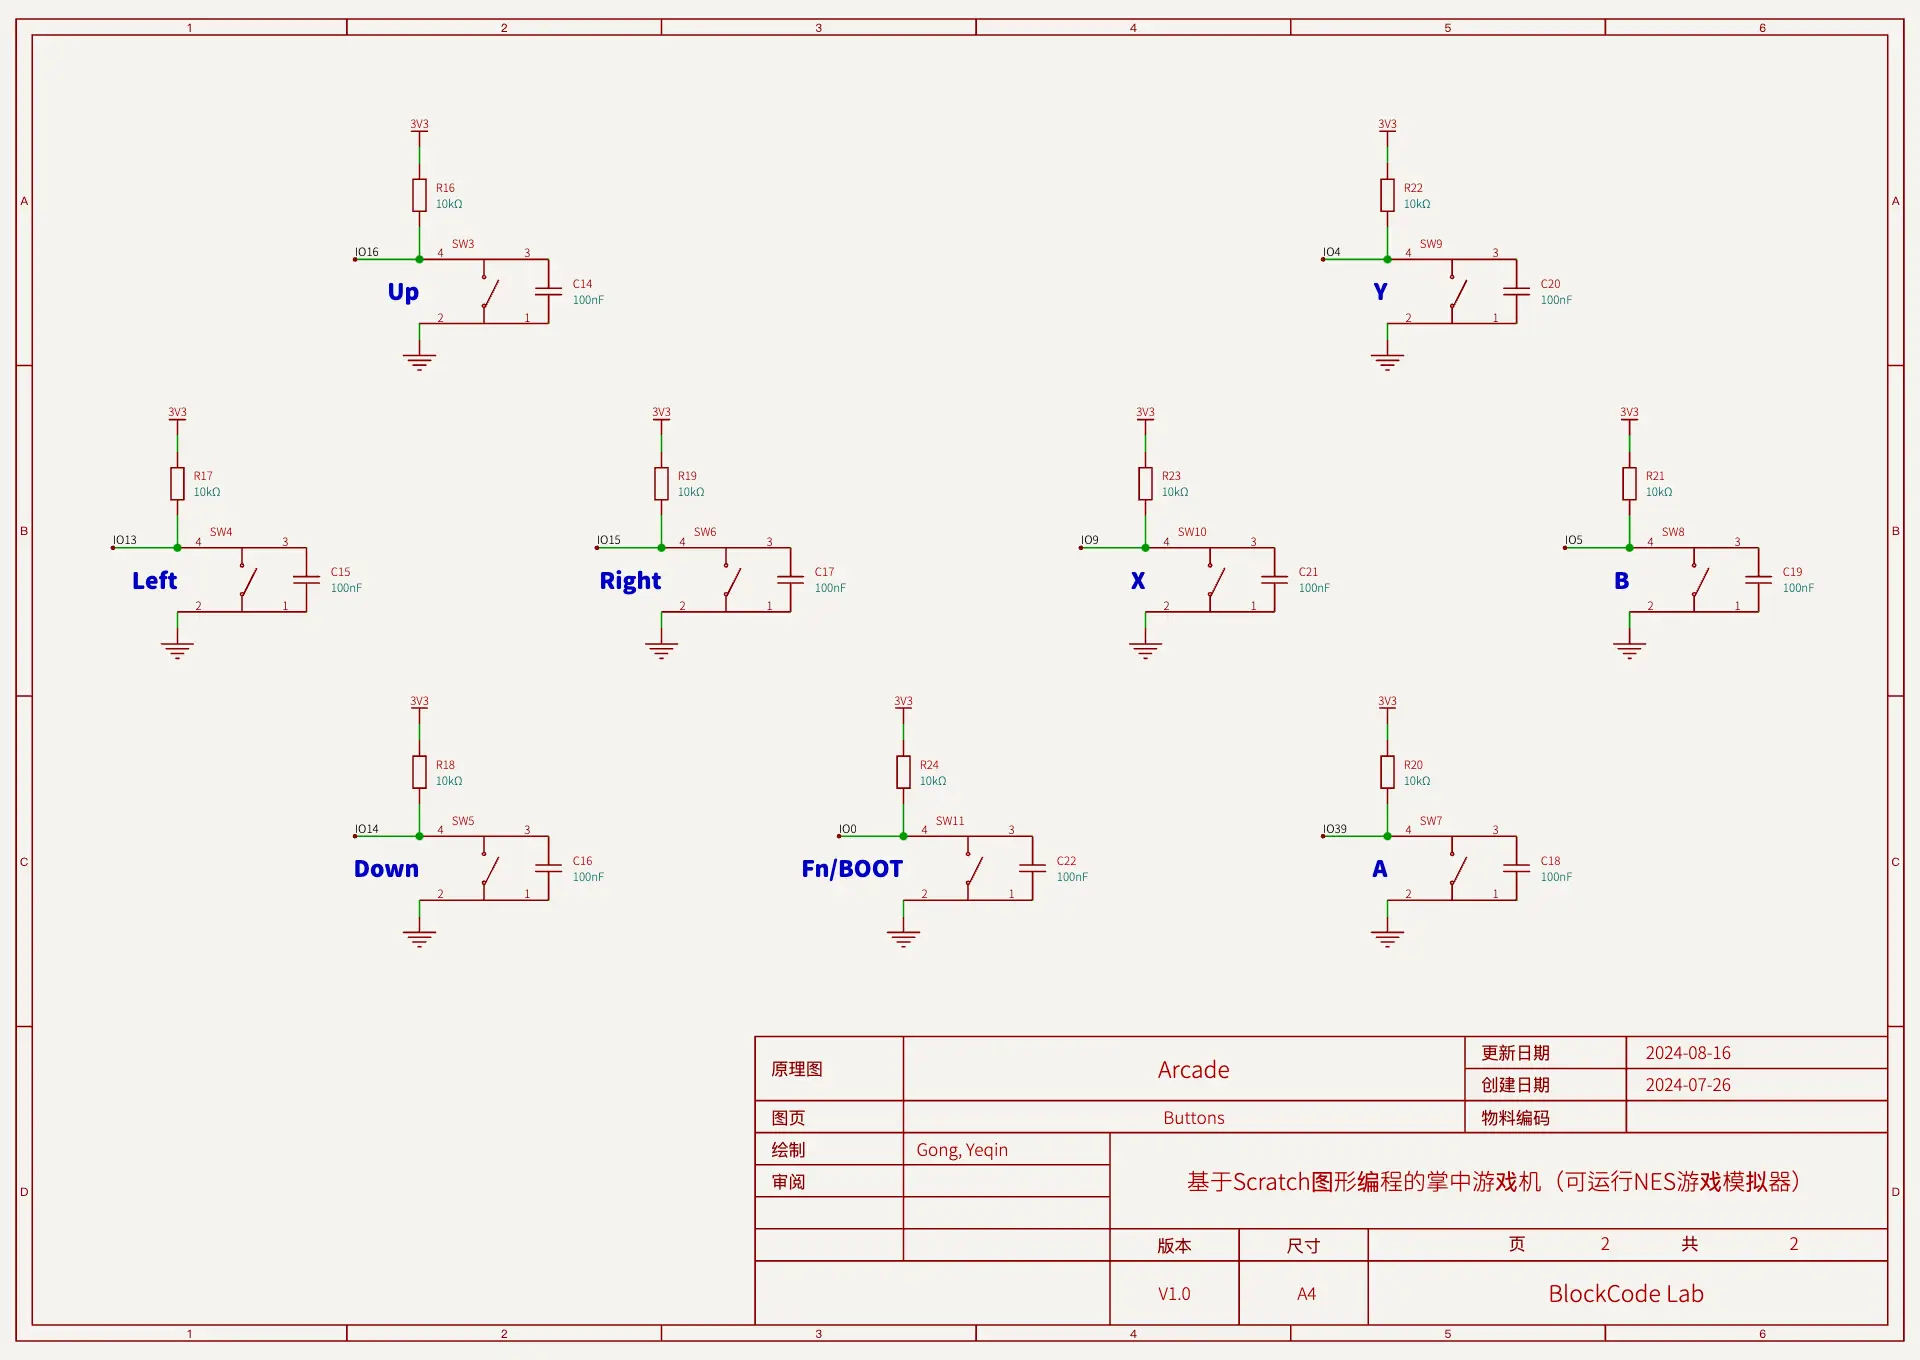 1 2 3 4 5 6
A A
B B
C C
D D
3V3
R16
10kΩ
IO16
SW3
4 3
2 1
C14
100nF
Up
3V3
R22
10kΩ
IO4
SW9
4 3
2 1
C20
100nF
Y
3V3
R17
10kΩ
IO13
SW4
4 3
2 1
C15
100nF
Left
3V3
R19
10kΩ
IO15
SW6
4 3
2 1
C17
100nF
Right
3V3
R23
10kΩ
IO9
SW10
4 3
2 1
C21
100nF
X
3V3
R21
10kΩ
IO5
SW8
4 3
2 1
C19
100nF
B
3V3
R18
10kΩ
IO14
SW5
4 3
2 1
C16
100nF
Down
3V3
R24
10kΩ
IO0
SW11
4 3
2 1
C22
100nF
Fn/BOOT
3V3
R20
10kΩ
IO39
SW7
4 3
2 1
C18
100nF
A
原理图 Arcade
更新日期 2024-08-16
创建日期 2024-07-26
图页 Buttons 物料编码
绘制 Gong, Yeqin
审阅
基于Scratch图形编程的掌中游戏机（可运行NES游戏模拟器）
版本 尺寸 页 2 共 2
V1.0 A4 BlockCode Lab
1 2 3 4 5 6